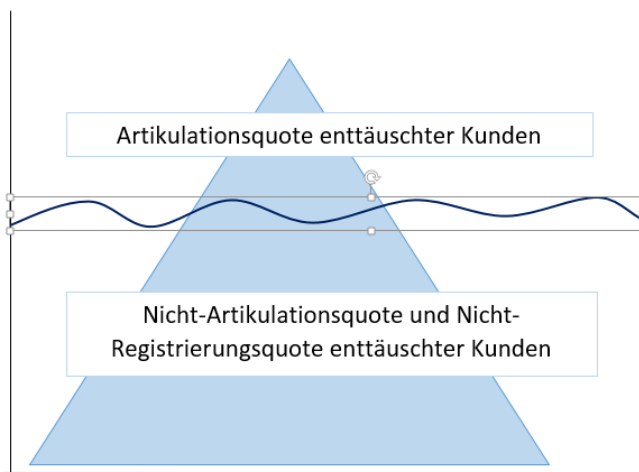 Artikulationsquote enttäuschter Kunden
Nicht-Artikulationsquote und Nicht-
Registrierungsquote enttäuschter Kunden